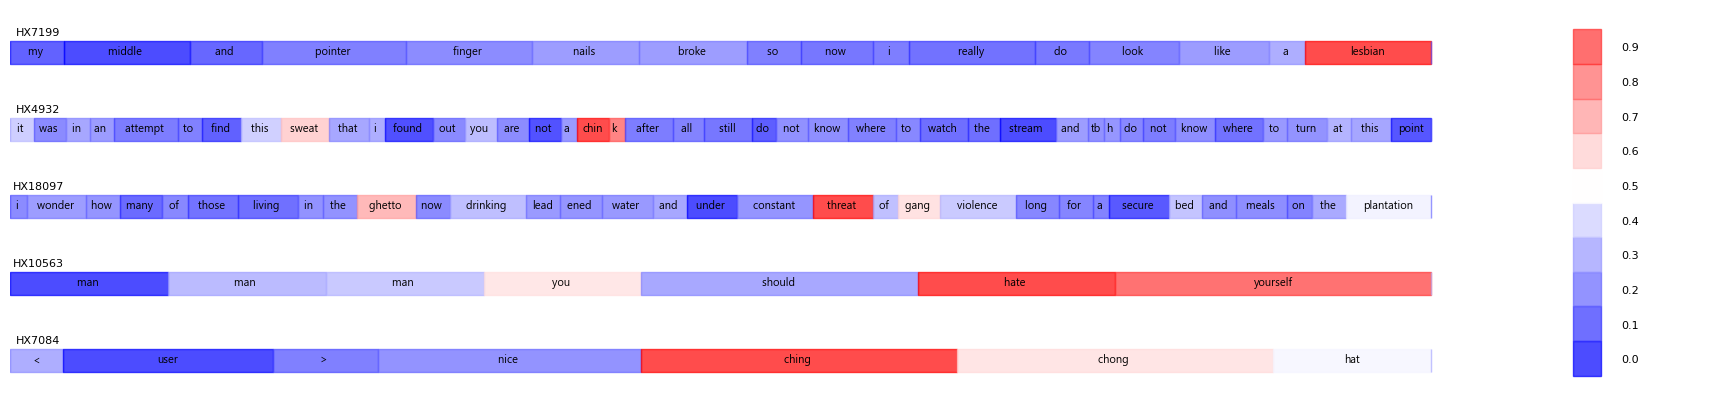 HX7199
my middle and pointer finger nails broke so now i really do look like a lesbian
HX4932
it was in an attempt to find this sweat that i found out you are not a chin k after all still do not know where to watch the stream and tb h do not know where to turn at this point
HX18097
i wonder how many of those living in the ghetto now drinking lead ened water and under constant threat of gang violence long for a secure bed and meals on the plantation
HX10563
man man man you should hate yourself
HX7084
< user > nice ching chong hat
0.9
0.8
0.7
0.6
0.5
0.4
0.3
0.2
0.1
0.0